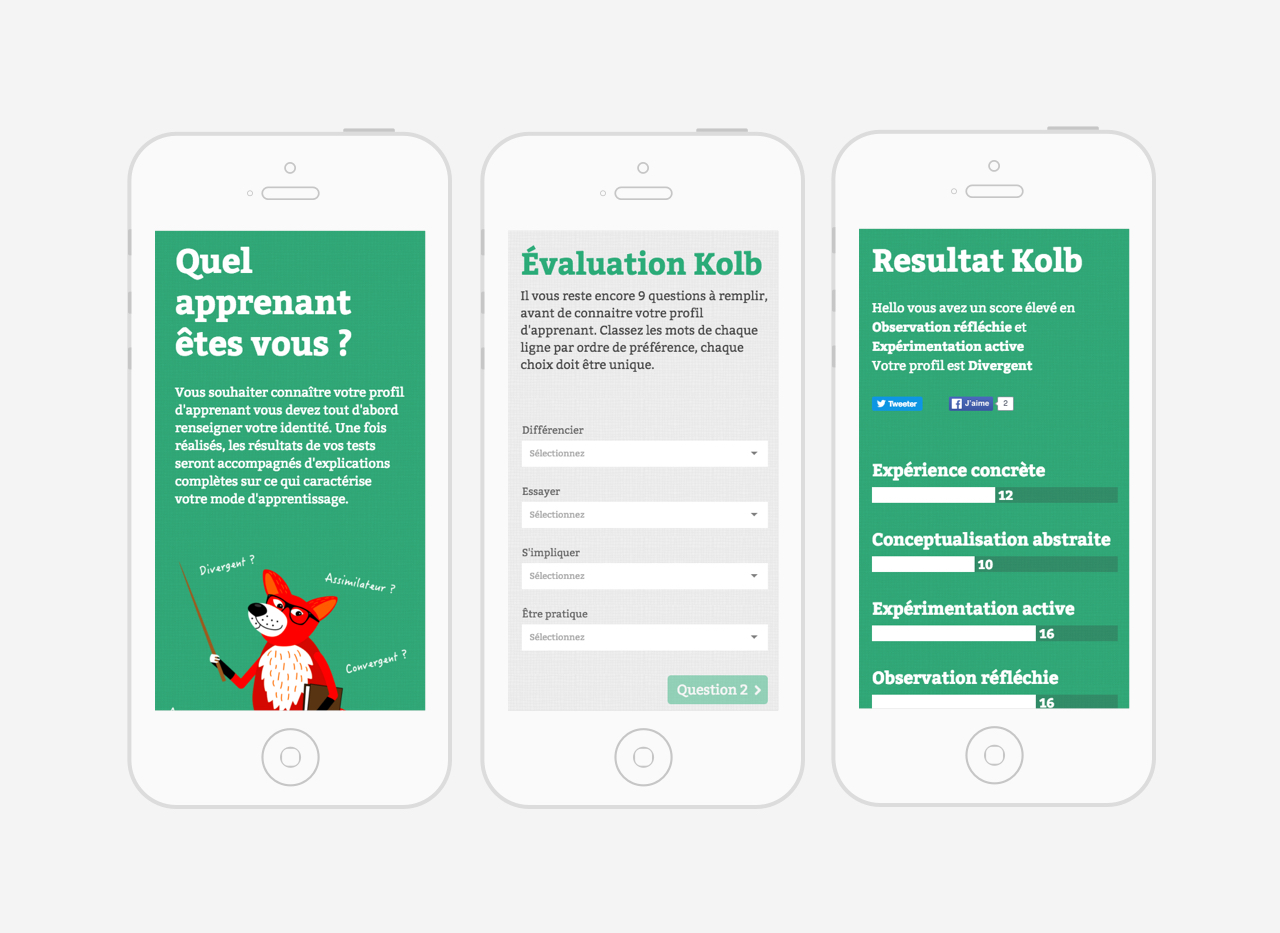 Quel
apprenant
êtes vous ?
Vous souhaiter connaître votre profil
d'apprenant vous devez tout d'abord
renseigner votre identité. Une fois
réalisés, les résultats de vos tests
seront accompagnés d'explications
complètes sur ce qui caractérise
votre mode d'apprentissage.
Divergent ?
Assimilateur ?
Convergent ?
Évaluation Kolb
Il vous reste encore 9 questions à remplir,
avant de connaitre votre profil
d'apprenant. Classez les mots de chaque
ligne par ordre de préférence, chaque
choix doit être unique.
Différencier
Sélectionnez
Essayer
Sélectionnez
S'impliquer
Sélectionnez
Être pratique
Sélectionnez
Question 2
Resultat Kolb
Hello vous avez un score élevé en
Observation réfléchie et
Expérimentation active
Votre profil est Divergent
Tweeter
J'aime 2
Expérience concrète
12
Conceptualisation abstraite
10
Expérimentation active
16
Observation réfléchie
16